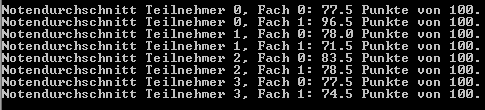 Notendurchschnitt Teilnehmer 0, Fach 0: 77.5 Punkte von 100.
Notendurchschnitt Teilnehmer 0, Fach 1: 96.5 Punkte von 100.
Notendurchschnitt Teilnehmer 1, Fach 0: 78.0 Punkte von 100.
Notendurchschnitt Teilnehmer 1, Fach 1: 71.5 Punkte von 100.
Notendurchschnitt Teilnehmer 2, Fach 0: 83.5 Punkte von 100.
Notendurchschnitt Teilnehmer 2, Fach 1: 78.5 Punkte von 100.
Notendurchschnitt Teilnehmer 3, Fach 0: 77.5 Punkte von 100.
Notendurchschnitt Teilnehmer 3, Fach 1: 74.5 Punkte von 100.